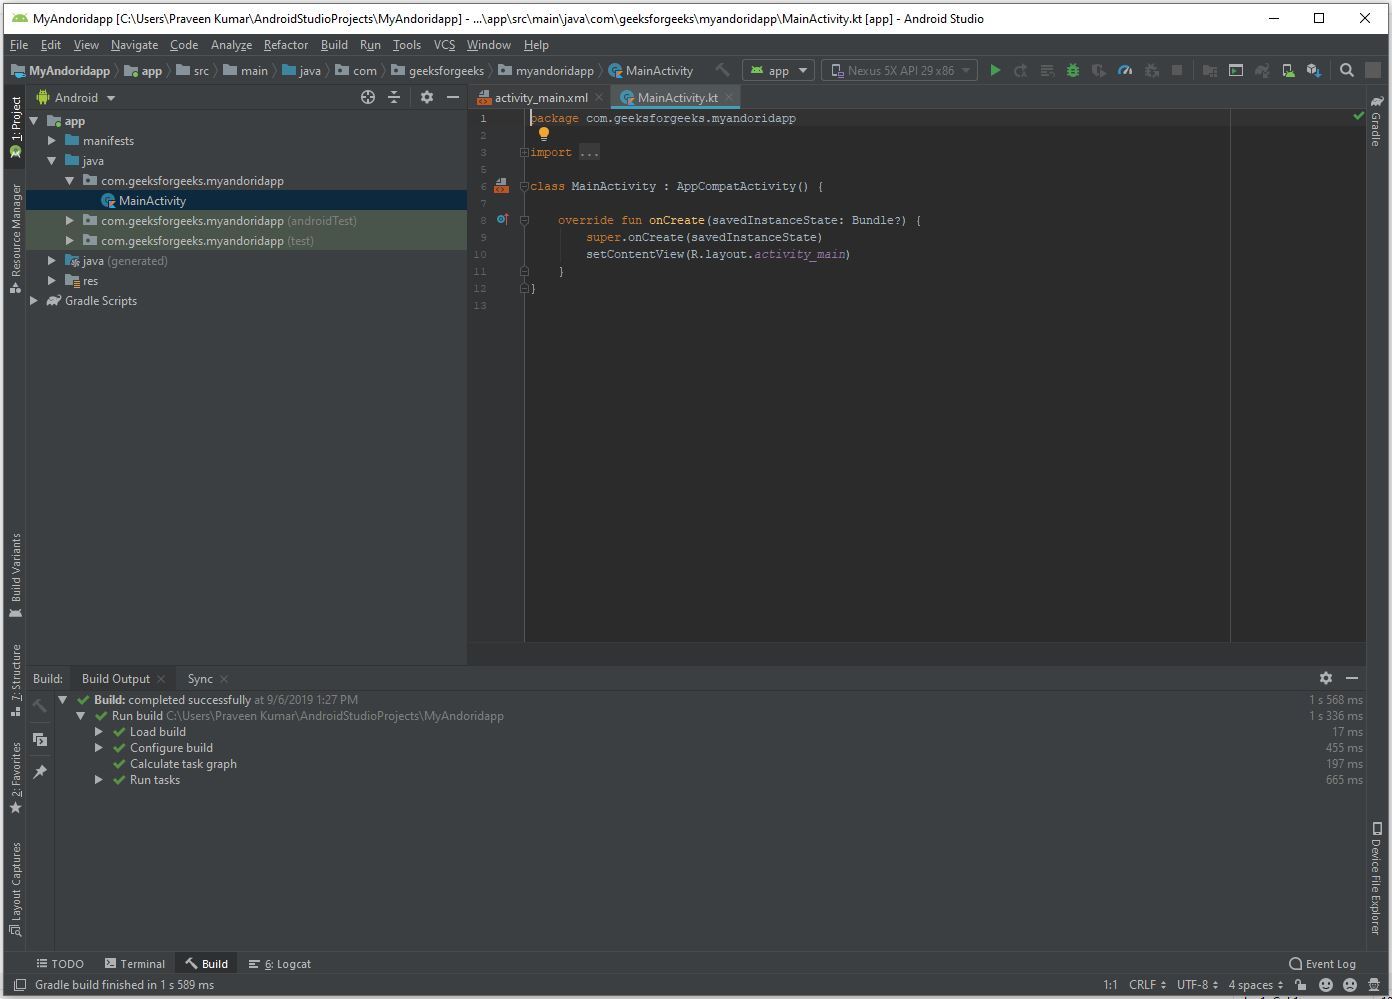 MyAndoridapp [C:\Users\Praveen Kumar\AndroidStudioProjects\MyAndoridapp] - ...\app\src\main\java\com\geeksforgeeks\myandoridapp\MainActivity.kt [app] - Android Studio
File Edit View Navigate Code Analyze Refactor Build Run Tools VCS Window Help
MyAndoridapp app src main java com geeksforgeeks myandoridapp MainActivity app Nexus 5X API 29 x86
1: Project
Resource Manager
Build Variants
7: Structure
2: Favorites
Layout Captures
Android
app
manifests
java
com.geeksforgeeks.myandoridapp
MainActivity
com.geeksforgeeks.myandoridapp (androidTest)
com.geeksforgeeks.myandoridapp (test)
java (generated)
res
Gradle Scripts
activity_main.xml MainActivity.kt
1 package com.geeksforgeeks.myandoridapp
2
3 import ...
5
6 class MainActivity : AppCompatActivity() {
7
8 override fun onCreate(savedInstanceState: Bundle?) {
9 super.onCreate(savedInstanceState)
10 setContentView(R.layout.activity_main)
11 }
12 }
13
Gradle
Device File Explorer
Build: Build Output Sync
Build: completed successfully at 9/6/2019 1:27 PM 1 s 568 ms
Run build C:\Users\Praveen Kumar\AndroidStudioProjects\MyAndoridapp 1 s 336 ms
Load build 17 ms
Configure build 455 ms
Calculate task graph 197 ms
Run tasks 665 ms
TODO Terminal Build 6: Logcat Event Log
Gradle build finished in 1 s 589 ms 1:1 CRLF UTF-8 4 spaces